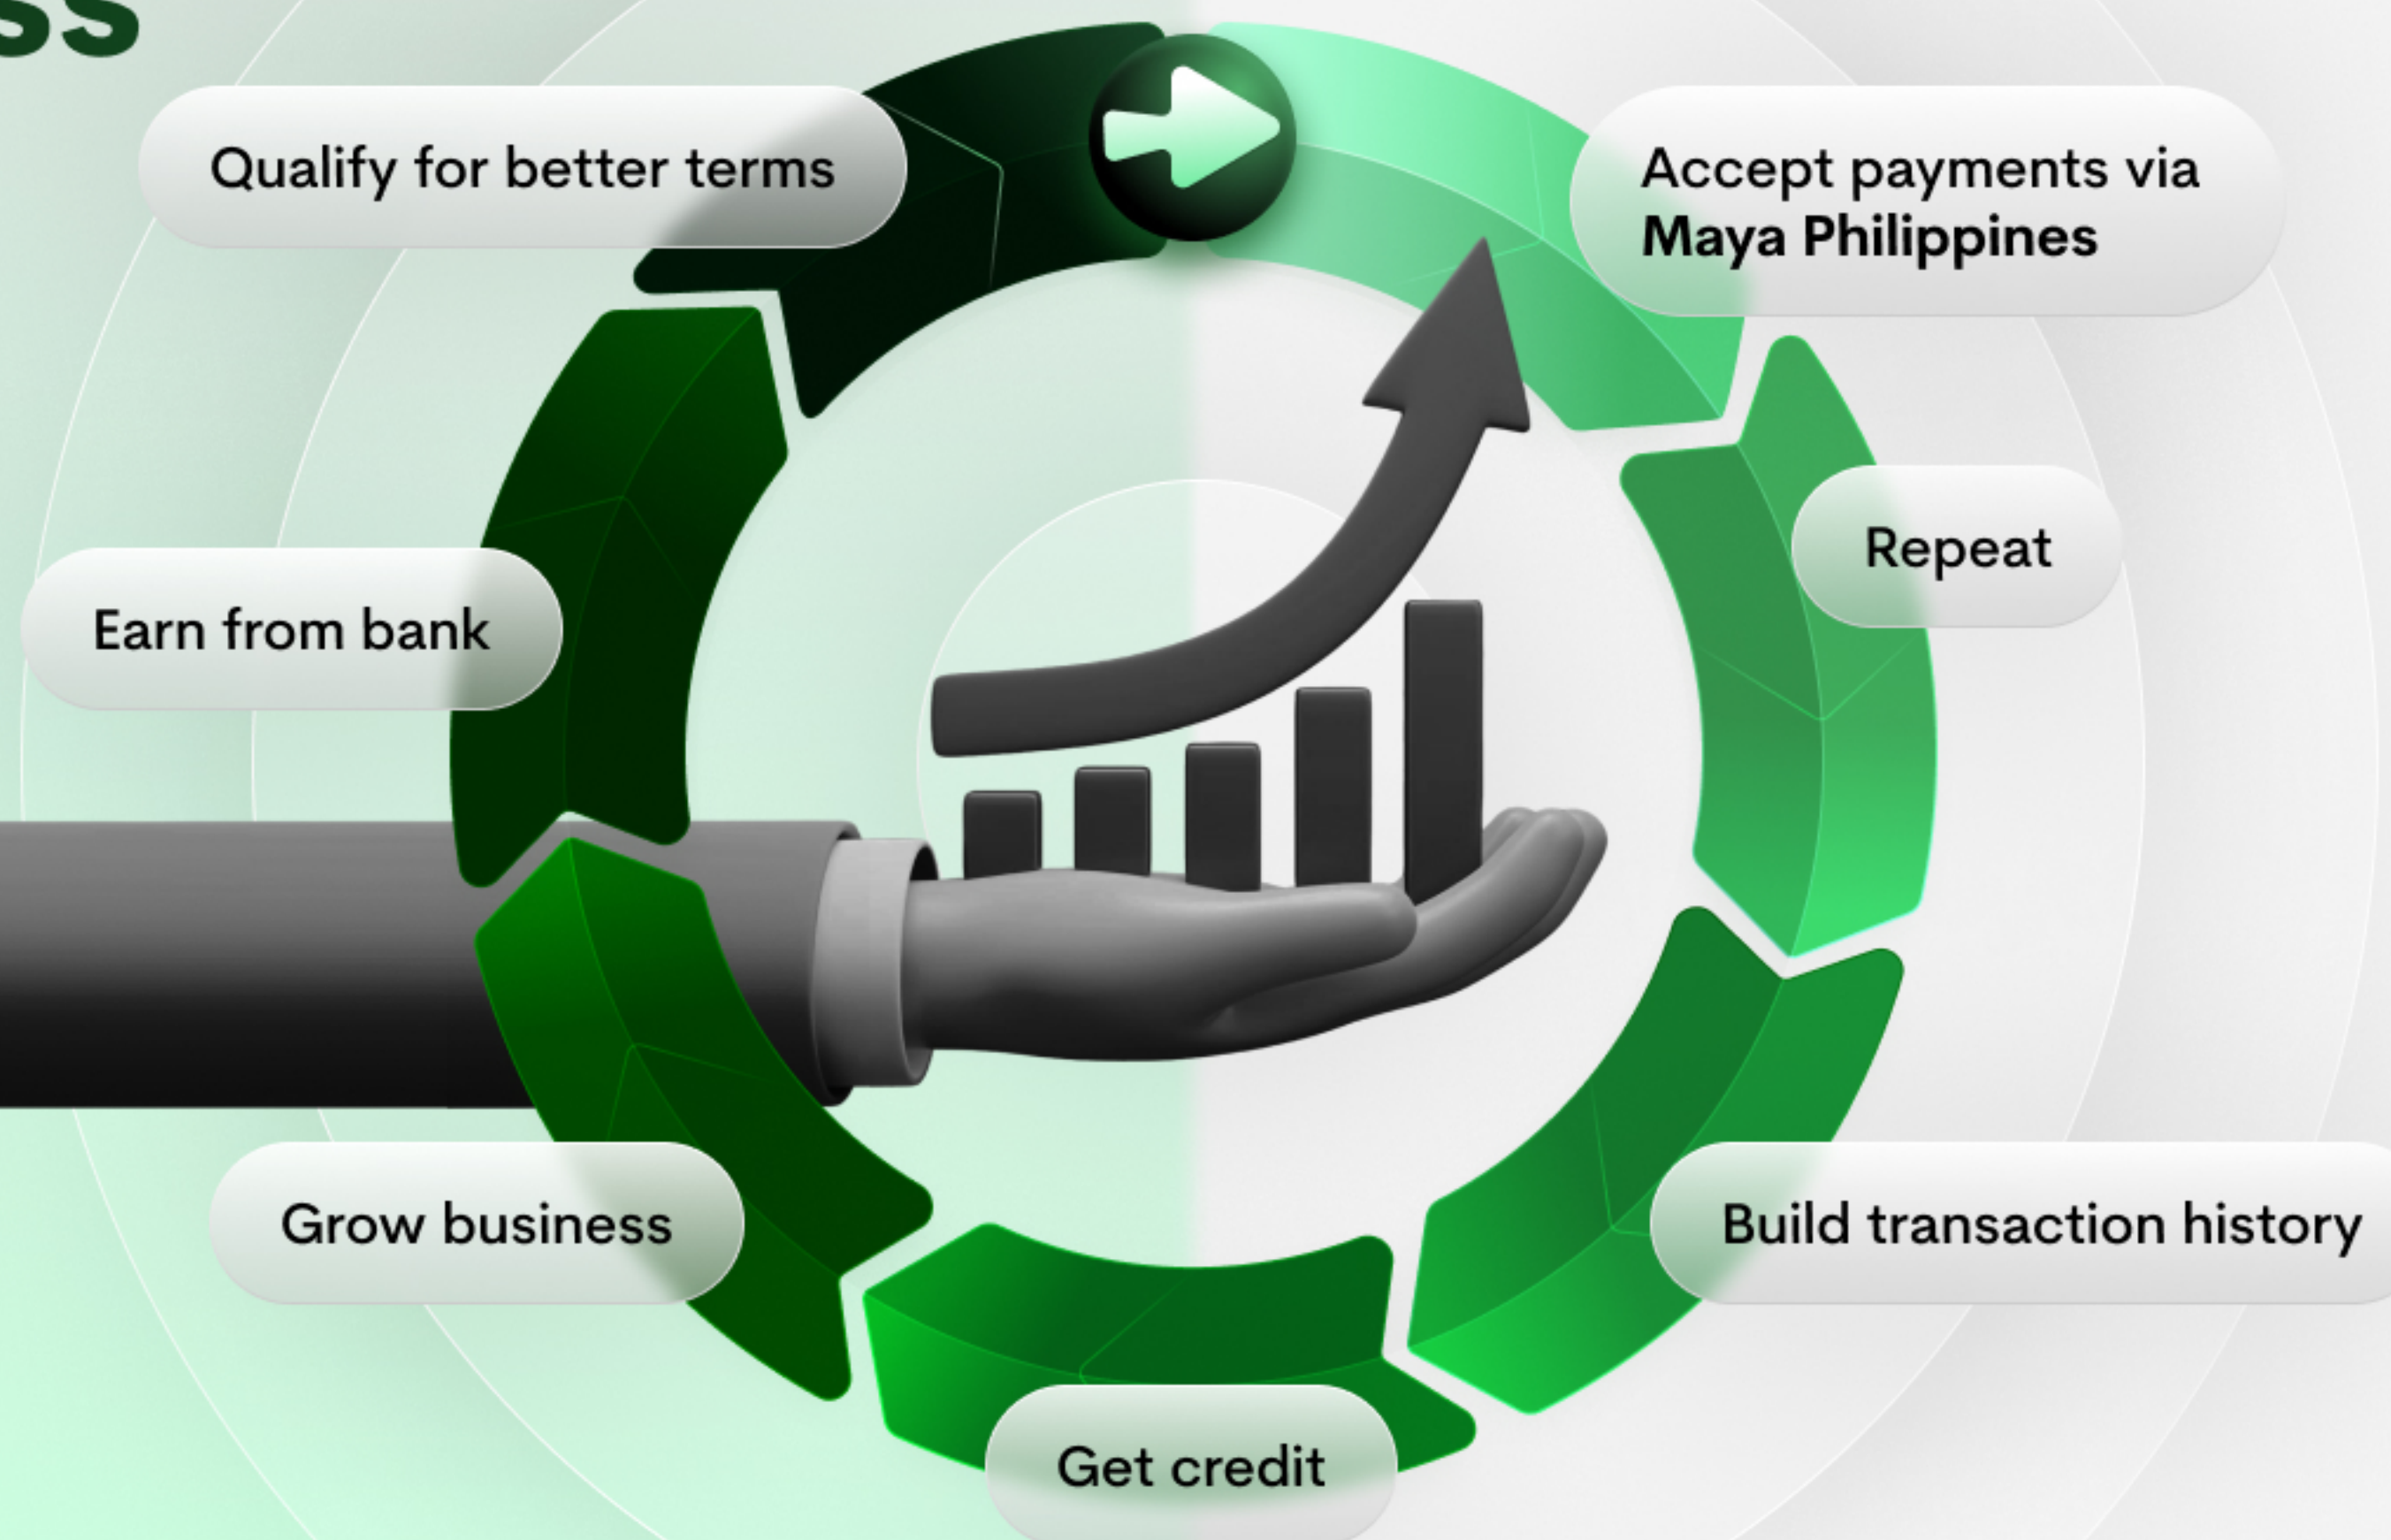 ss
Qualify for better terms
Accept payments via
Maya Philippines
Repeat
Earn from bank
Grow business
Build transaction history
Get credit